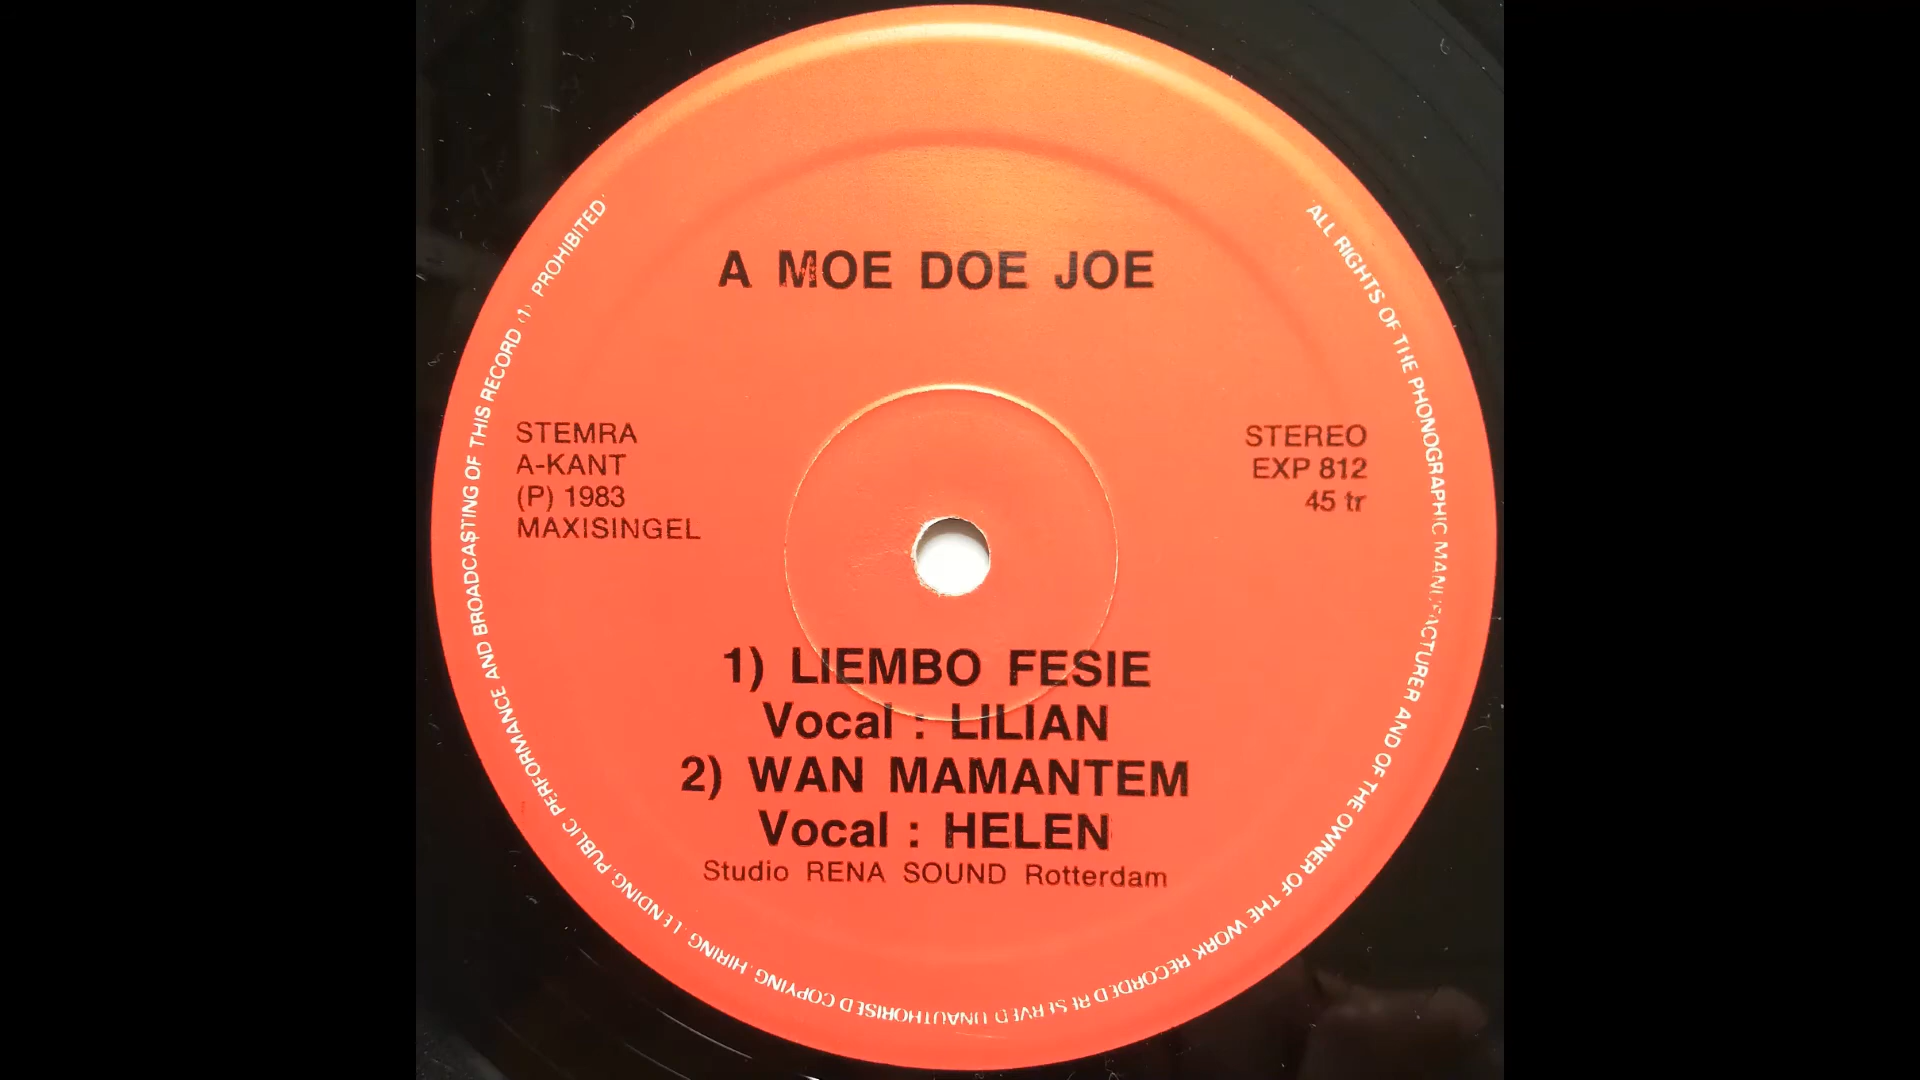 A MOE DOE JOE
STEMRA
A-KANT
(P) 1983
MAXISINGEL
STEREO
EXP 812
45 tr
1) LIEMBO FESIE
Vocal : LILIAN
2) WAN MAMANTEM
Vocal : HELEN
Studio RENA SOUND Rotterdam
ALL RIGHTS OF THE PHONOGRAPHIC MANUFACTURER AND OF THE OWNER OF THE WORK RECORDED RESERVED UNAUTHORISED COPYING. HIRING. LENDING. PUBLIC PERFORMANCE AND BROADCASTING OF THIS RECORD (1) PROHIBITED